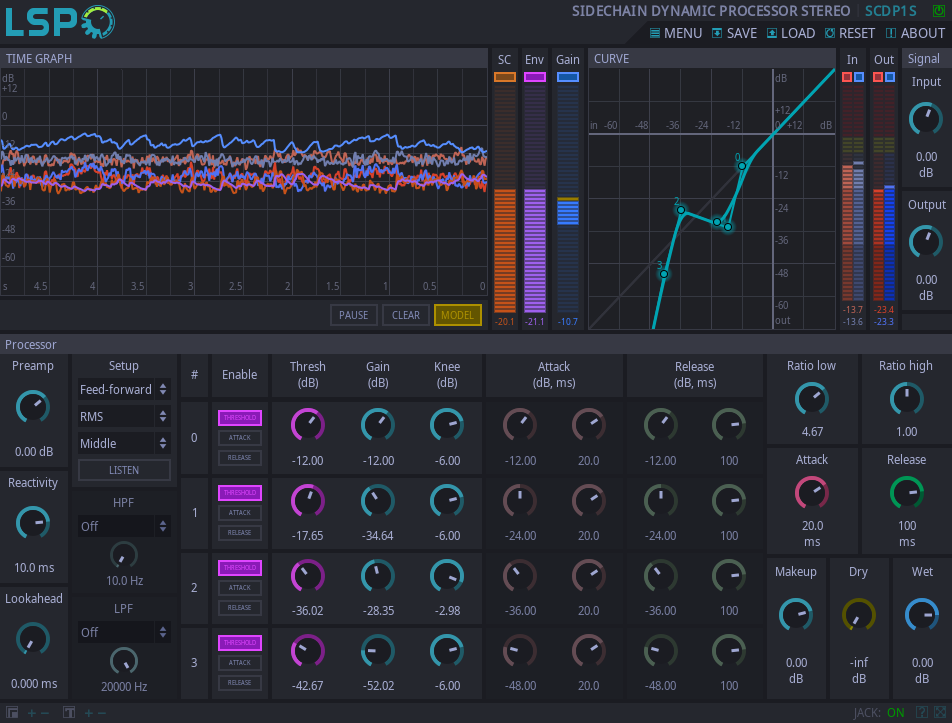 LSP
SIDECHAIN DYNAMIC PROCESSOR STEREO SCDP1S
MENU SAVE LOAD RESET ABOUT
TIME GRAPH
dB
+12
0
-36
-48
-60
s 4.5 4 3.5 3 2.5 2 1.5 1 0.5 0
PAUSE CLEAR MODEL
SC Env Gain
-20.1 -21.1 -10.7
CURVE
dB
+12
in -60 -48 -36 -24 -12 0 +12 dB
-12
-24
-36
-48
-60
out
0
2
3
In Out
-13.7 -23.4
-13.6 -23.3
Signal
Input
0.00
dB
Output
0.00
dB
Processor
Preamp
0.00 dB
Reactivity
10.0 ms
Lookahead
0.000 ms
Setup
Feed-forward
RMS
Middle
LISTEN
HPF
Off
10.0 Hz
LPF
Off
20000 Hz
# Enable Thresh (dB) Gain (dB) Knee (dB) Attack (dB, ms) Release (dB, ms)
THRESHOLD
ATTACK
RELEASE
0 -12.00 -12.00 -6.00 -12.00 20.0 -12.00 100
THRESHOLD
ATTACK
RELEASE
1 -17.65 -34.64 -6.00 -24.00 20.0 -24.00 100
THRESHOLD
ATTACK
RELEASE
2 -36.02 -28.35 -2.98 -36.00 20.0 -36.00 100
THRESHOLD
ATTACK
RELEASE
3 -42.67 -52.02 -6.00 -48.00 20.0 -48.00 100
Ratio low Ratio high
4.67 1.00
Attack Release
20.0 100
ms ms
Makeup Dry Wet
0.00 -inf 0.00
dB dB dB
JACK: ON